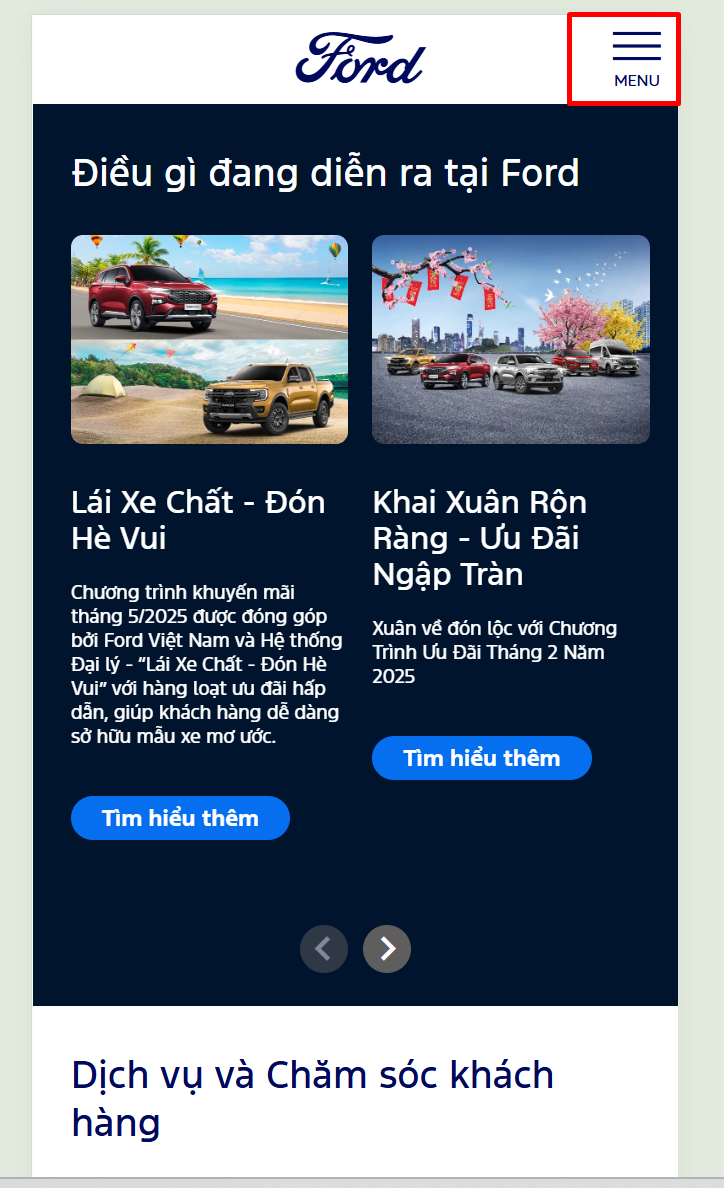 Ford
MENU
Điều gì đang diễn ra tại Ford
Lái Xe Chất - Đón
Hè Vui
Chương trình khuyến mãi
tháng 5/2025 được đóng góp
bởi Ford Việt Nam và Hệ thống
Đại lý - “Lái Xe Chất - Đón Hè
Vui” với hàng loạt ưu đãi hấp
dẫn, giúp khách hàng dễ dàng
sở hữu mẫu xe mơ ước.
Tìm hiểu thêm
Khai Xuân Rộn
Ràng - Ưu Đãi
Ngập Tràn
Xuân về đón lộc với Chương
Trình Ưu Đãi Tháng 2 Năm
2025
Tìm hiểu thêm
Dịch vụ và Chăm sóc khách
hàng